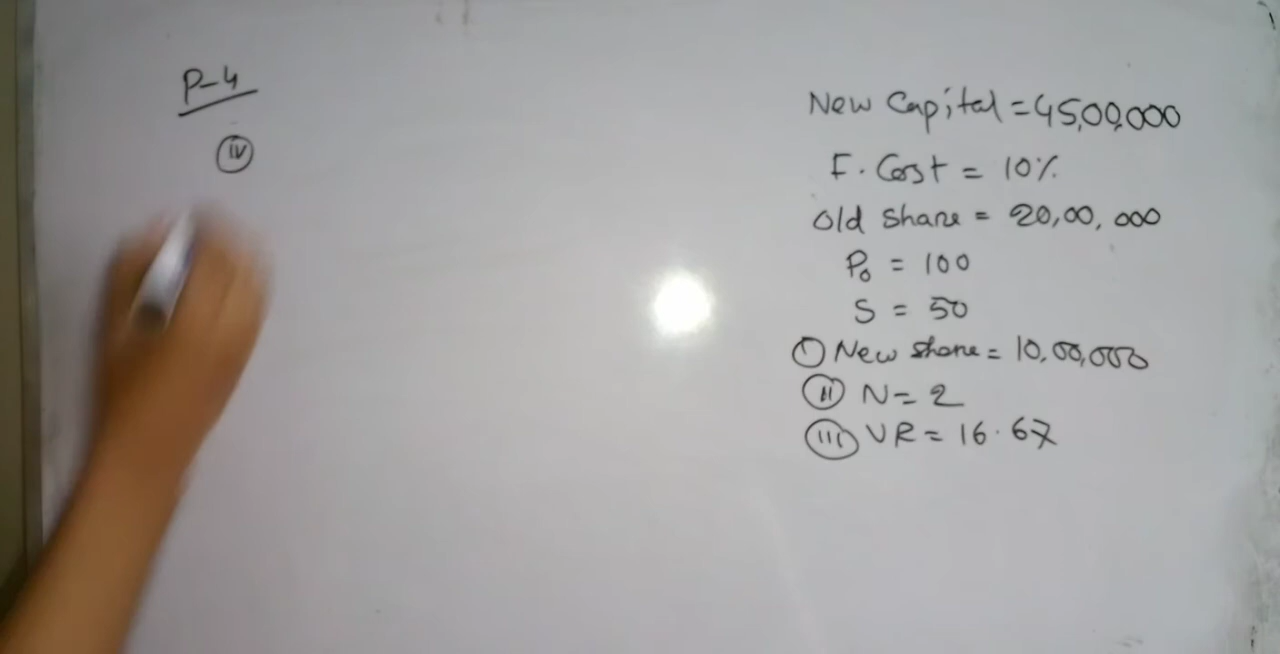 P-4
(iv)
New Capital = 45,00,000
F. Cost = 10%
Old Share = 20,00,000
P₀ = 100
S = 50
(i) New share = 10,00,000
(ii) N = 2
(iii) VR = 16.67